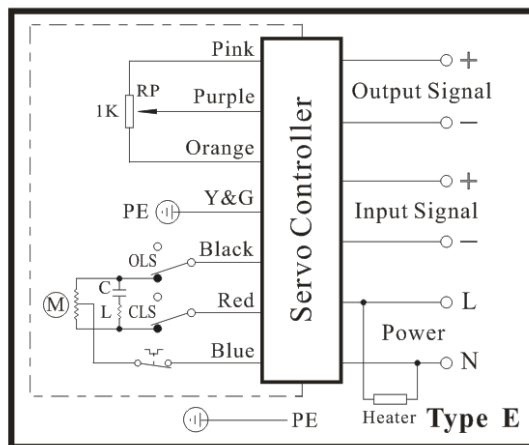 Pink
RP
1K
Purple
Orange
PE
Y&G
OLS
Black
C
M
L
CLS
Red
Blue
PE
Servo Controller
+
Output Signal
−
+
Input Signal
−
L
Power
N
Heater
Type E